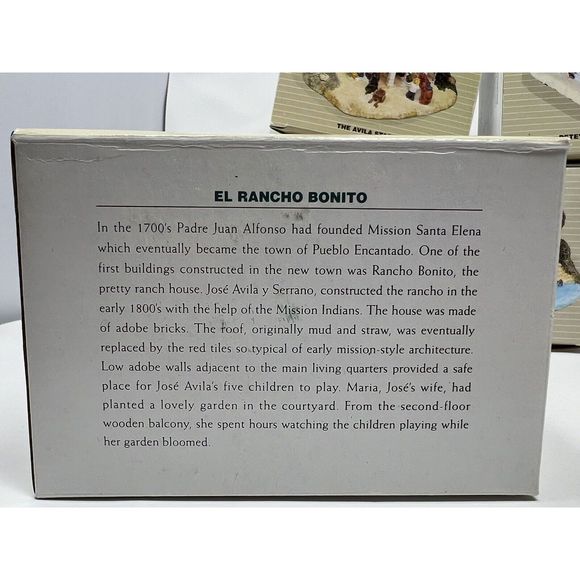 THE AVILA
EL RANCHO BONITO
In the 1700's Padre Juan Alfonso had founded Mission Santa Elena
which eventually became the town of Pueblo Encantado. One of the
first buildings constructed in the new town was Rancho Bonito, the
pretty ranch house. José Avila y Serrano, constructed the rancho in the
early 1800's with the help of the Mission Indians. The house was made
of adobe bricks. The roof, originally mud and straw, was eventually
replaced by the red tiles so typical of early mission-style architecture.
Low adobe walls adjacent to the main living quarters provided a safe
place for José Avila's five children to play. Maria, José's wife, had
planted a lovely garden in the courtyard. From the second-floor
wooden balcony, she spent hours watching the children playing while
her garden bloomed.